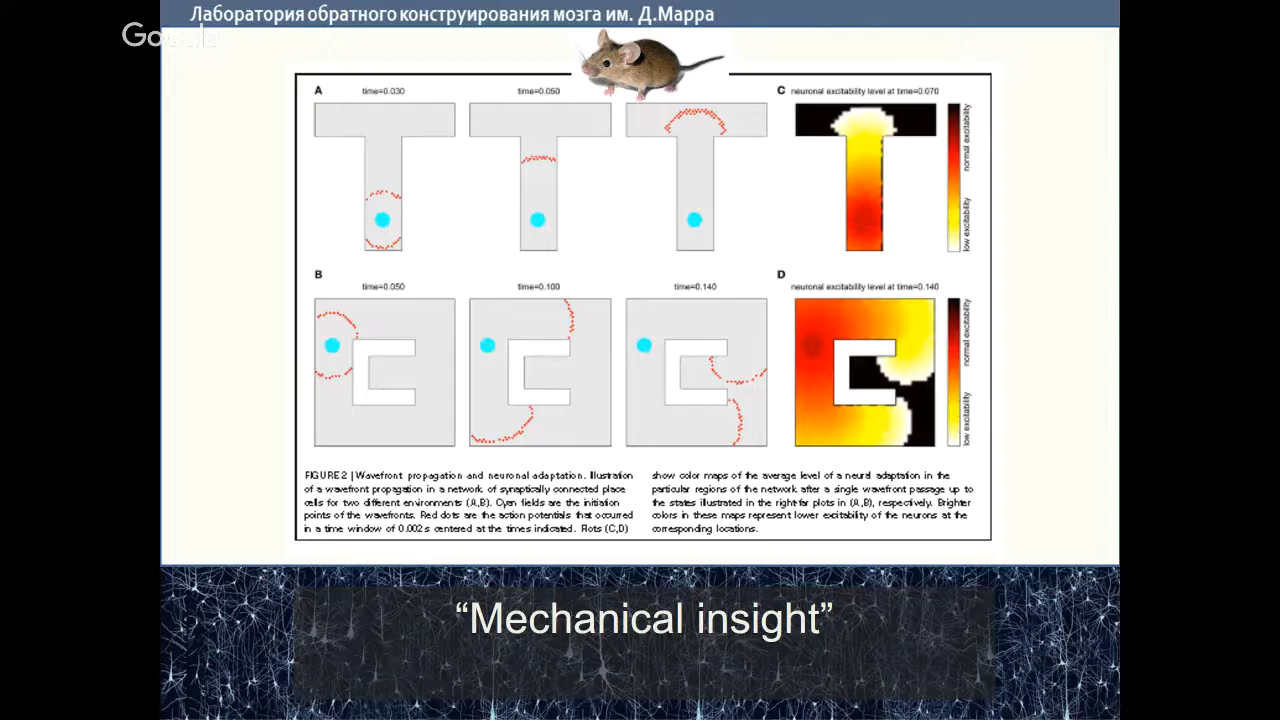 Лаборатория обратного конструирования мозга им. Д.Марра
Google
A
time=0.030
time=0.050
C
neuronal excitability level at time=0.070
normal excitability
low excitability
B
time=0.050
time=0.100
time=0.140
D
neuronal excitability level at time=0.140
normal excitability
low excitability
FIGURE 2 | Wavefront propagation and neuronal adaptation. Illustration
of a wavefront propagation in a network of synaptically connected place
cells for two different environments (A,B). Cyan fields are the initiation
points of the wavefronts. Red dots are the action potentials that occurred
in a time window of 0.002 s centered at the times indicated. Plots (C,D)
show color maps of the average level of a neural adaptation in the
particular regions of the network after a single wavefront passage up to
the states illustrated in the right-far plots in (A,B), respectively. Brighter
colors in these maps represent lower excitability of the neurons at the
corresponding locations.
“Mechanical insight”